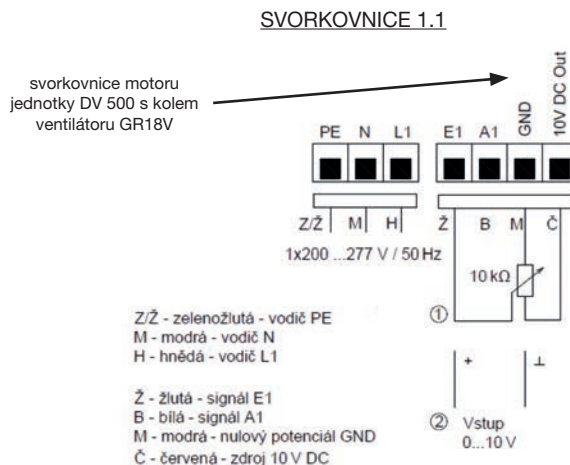 SVORKOVNICE 1.1
svorkovnice motoru
jednotky DV 500 s kolem
ventilátoru GR18V
PE N L1 E1 A1 GND 10V DC Out
Z/Ž M H Ž B M Č
1x200 ...277 V / 50 Hz
10 kΩ
①
Z/Ž - zelenožlutá - vodič PE
M - modrá - vodič N
H - hnědá - vodič L1
+ ⊥
Ž - žlutá - signál E1
B - bílá - signál A1
M - modrá - nulový potenciál GND
Č - červená - zdroj 10 V DC
② Vstup
0...10 V